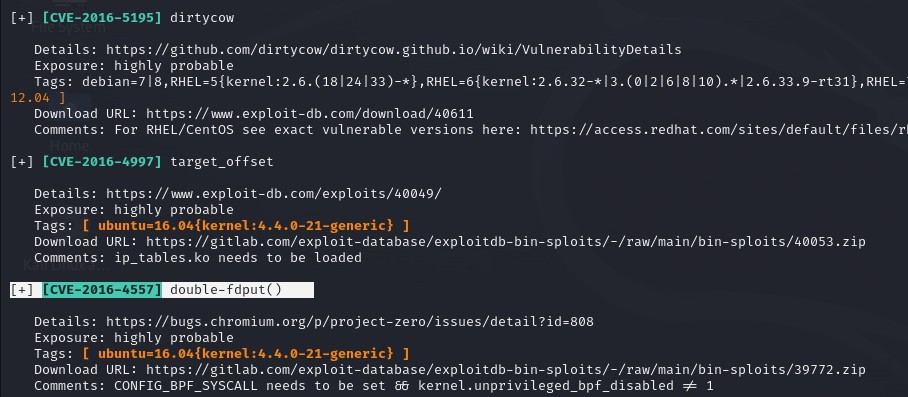 [+] [CVE-2016-5195] dirtycow
Details: https://github.com/dirtycow/dirtycow.github.io/wiki/VulnerabilityDetails
Exposure: highly probable
Tags: debian=7|8,RHEL=5{kernel:2.6.(18|24|33)-*},RHEL=6{kernel:2.6.32-*|3.(0|2|6|8|10).*|2.6.33.9-rt31},RHEL=7
12.04 ]
Download URL: https://www.exploit-db.com/download/40611
Comments: For RHEL/CentOS see exact vulnerable versions here: https://access.redhat.com/sites/default/files/rh
Home
[+] [CVE-2016-4997] target_offset
Details: https://www.exploit-db.com/exploits/40049/
Exposure: highly probable
Tags: [ ubuntu=16.04{kernel:4.4.0-21-generic} ]
Download URL: https://gitlab.com/exploit-database/exploitdb-bin-sploits/-/raw/main/bin-sploits/40053.zip
Comments: ip_tables.ko needs to be loaded
[+] [CVE-2016-4557] double-fdput()
Details: https://bugs.chromium.org/p/project-zero/issues/detail?id=808
Exposure: highly probable
Tags: [ ubuntu=16.04{kernel:4.4.0-21-generic} ]
Download URL: https://gitlab.com/exploit-database/exploitdb-bin-sploits/-/raw/main/bin-sploits/39772.zip
Comments: CONFIG_BPF_SYSCALL needs to be set && kernel.unprivileged_bpf_disabled ≠ 1